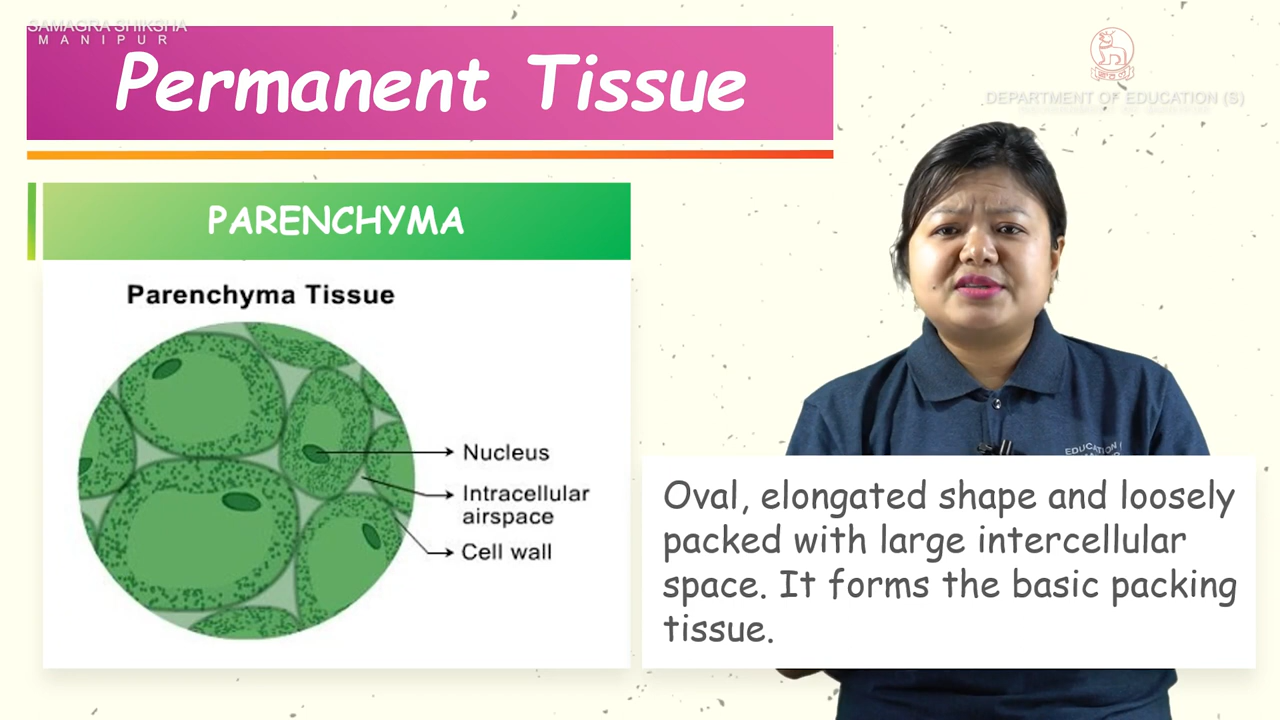 SAMAGRA SHIKSHA
MANIPUR
Permanent Tissue
DEPARTMENT OF EDUCATION (S)
PARENCHYMA
Parenchyma Tissue
Nucleus
Intracellular
airspace
Cell wall
EDUCATION
Oval, elongated shape and loosely
packed with large intercellular
space. It forms the basic packing
tissue.